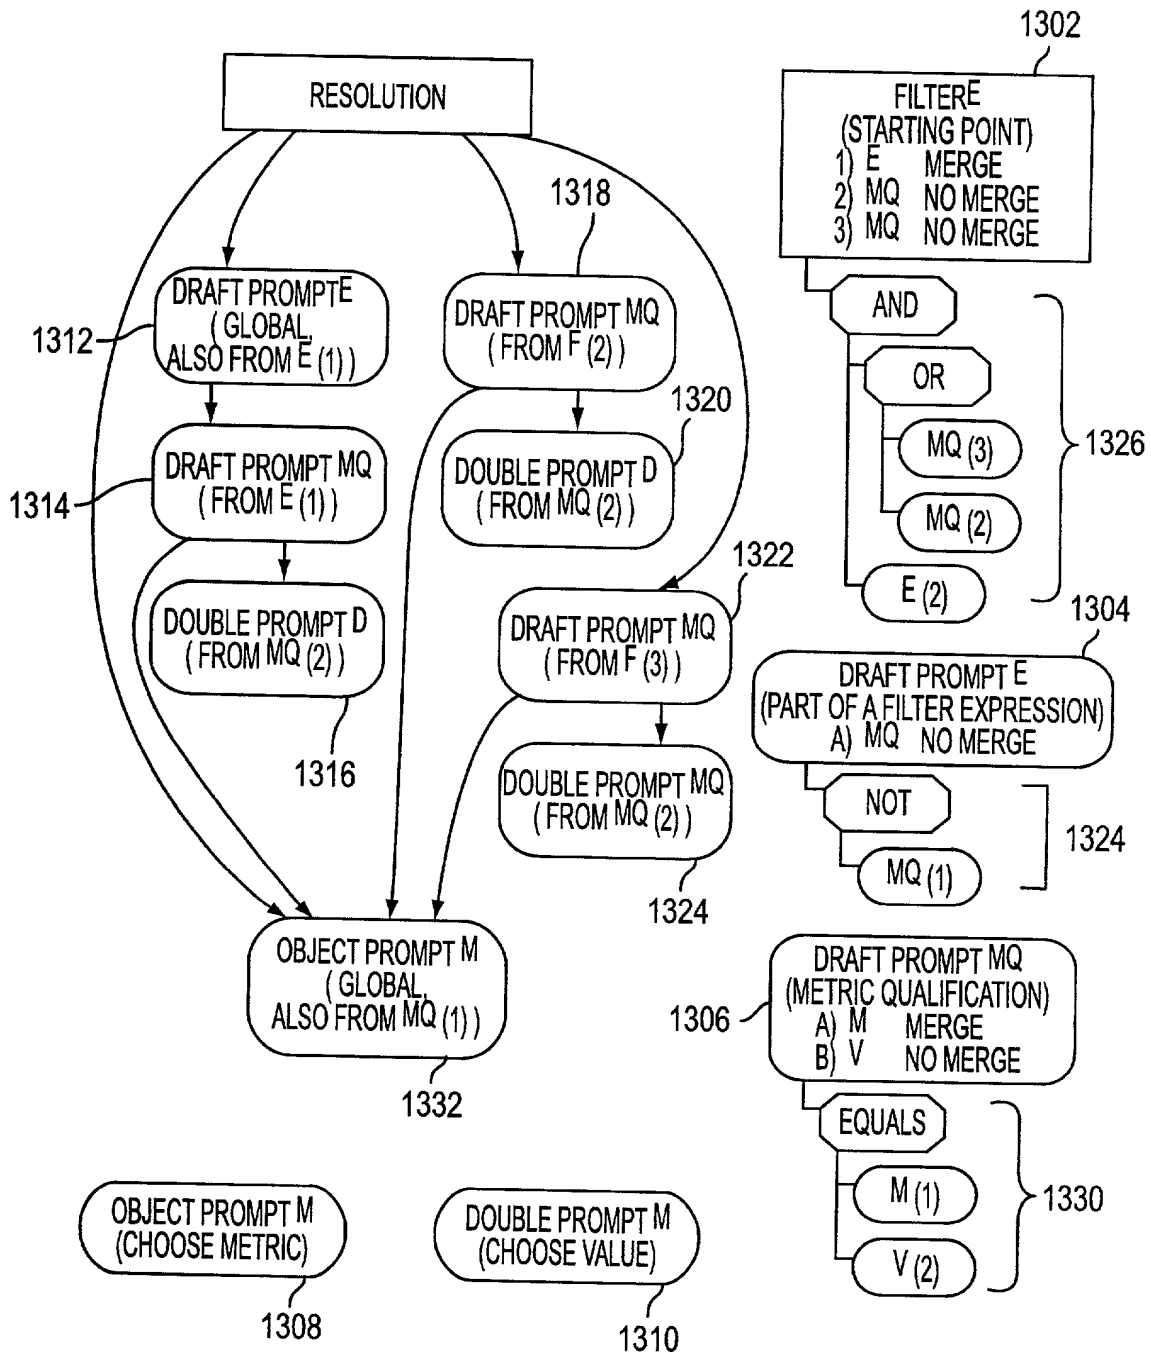 1302
RESOLUTION
FILTER E
(STARTING POINT)
1) E MERGE
2) MQ NO MERGE
3) MQ NO MERGE
1318
AND
DRAFT PROMPT E
( GLOBAL,
ALSO FROM E (1) )
1312
DRAFT PROMPT MQ
( FROM F (2) )
OR
1320
MQ (3)
1326
DRAFT PROMPT MQ
( FROM E (1) )
1314
DOUBLE PROMPT D
( FROM MQ (2) )
MQ (2)
1322
E (2)
1304
DOUBLE PROMPT D
( FROM MQ (2) )
1316
DRAFT PROMPT MQ
( FROM F (3) )
DRAFT PROMPT E
(PART OF A FILTER EXPRESSION)
A) MQ NO MERGE
DOUBLE PROMPT MQ
( FROM MQ (2) )
1324
NOT
1324
MQ (1)
OBJECT PROMPT M
( GLOBAL,
ALSO FROM MQ (1) )
1332
DRAFT PROMPT MQ
(METRIC QUALIFICATION)
A) M MERGE
B) V NO MERGE
1306
EQUALS
M (1)
1330
V (2)
OBJECT PROMPT M
(CHOOSE METRIC)
1308
DOUBLE PROMPT M
(CHOOSE VALUE)
1310